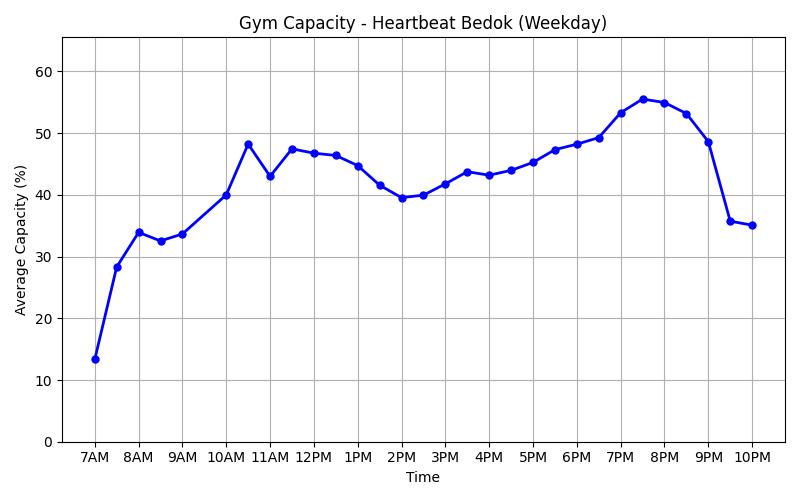 Gym Capacity - Heartbeat Bedok (Weekday)
Average Capacity (%)
60
50
40
30
20
10
0
7AM 8AM 9AM 10AM 11AM 12PM 1PM 2PM 3PM 4PM 5PM 6PM 7PM 8PM 9PM 10PM
Time